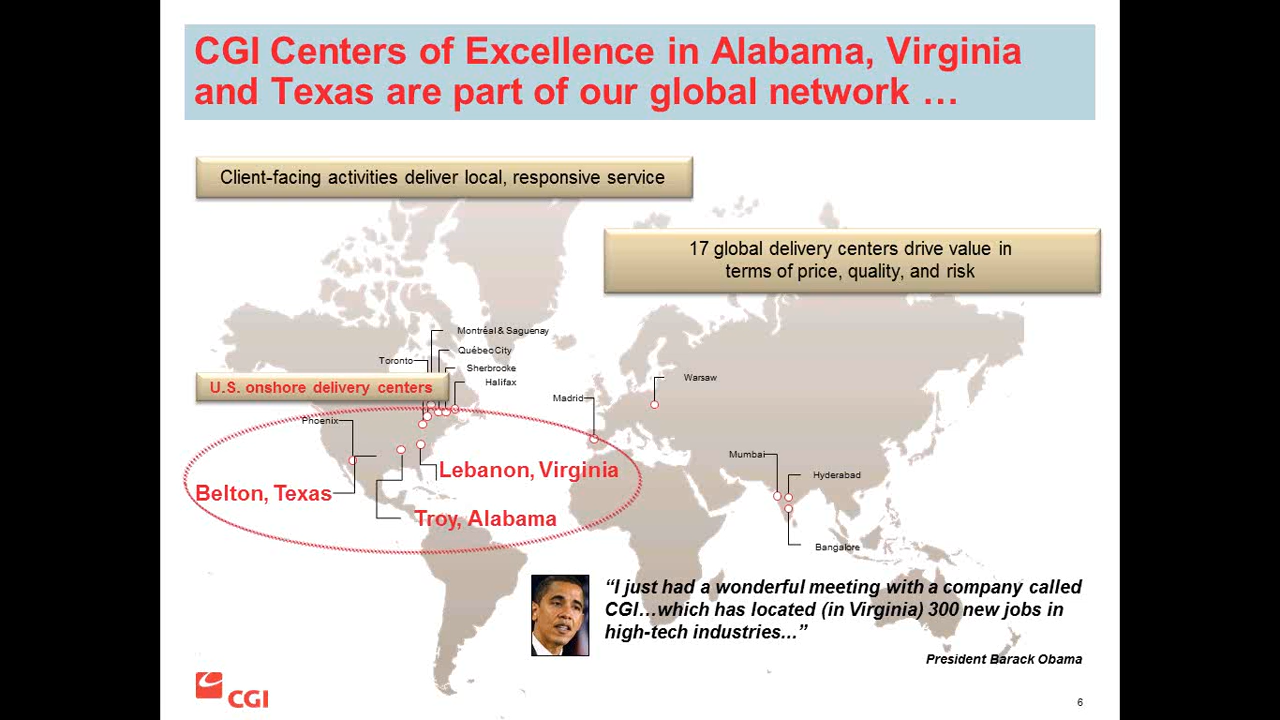 CGI Centers of Excellence in Alabama, Virginia
and Texas are part of our global network …
Client-facing activities deliver local, responsive service
17 global delivery centers drive value in
terms of price, quality, and risk
Montréal & Saguenay
Québec City
Toronto
Sherbrooke
Halifax
U.S. onshore delivery centers
Warsaw
Madrid
Phoenix
Mumbai
Hyderabad
Lebanon, Virginia
Belton, Texas
Troy, Alabama
Bangalore
“I just had a wonderful meeting with a company called
CGI…which has located (in Virginia) 300 new jobs in
high-tech industries...”
President Barack Obama
CGI
6